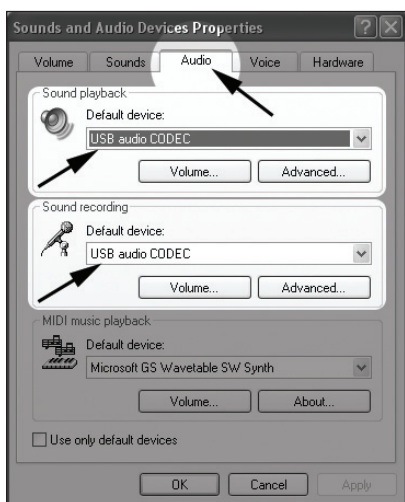 Sounds and Audio Devices Properties
Volume Sounds Audio Voice Hardware
Sound playback
Default device:
USB audio CODEC
Volume... Advanced...
Sound recording
Default device:
USB audio CODEC
Volume... Advanced...
MIDI music playback
Default device:
Microsoft GS Wavetable SW Synth
Volume... About...
Use only default devices
OK Cancel Apply